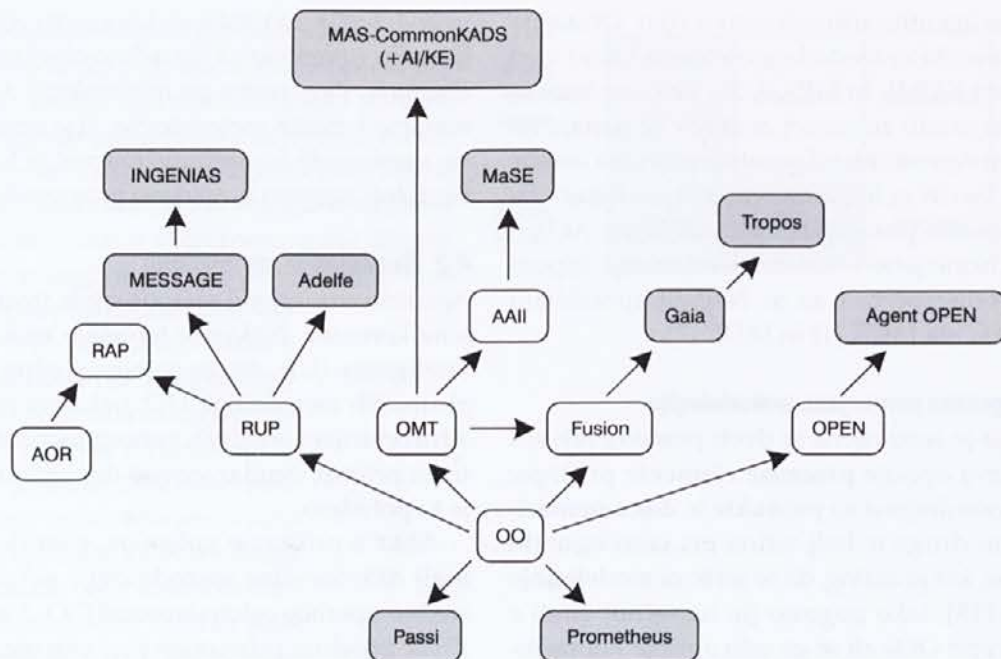 MAS-CommonKADS
(+AI/KE)
INGENIAS
MaSE
Tropos
MESSAGE
Adelfe
AAII
Gaia
Agent OPEN
RAP
AOR
RUP
OMT
Fusion
OPEN
OO
Passi
Prometheus